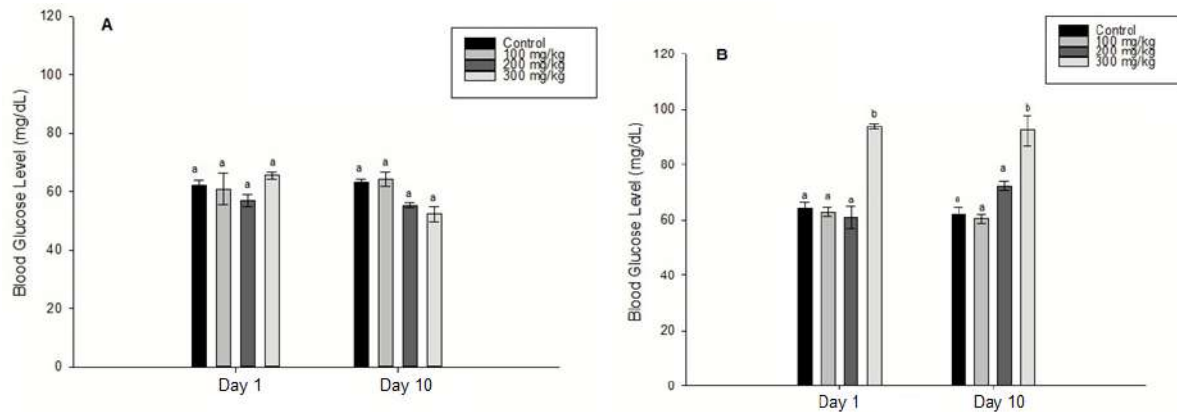 A
Control
100 mg/kg
200 mg/kg
300 mg/kg
Blood Glucose Level (mg/dL)
120
100
80
60
40
20
0
a a a a
a a a a
Day 1 Day 10
B
Control
100 mg/kg
200 mg/kg
300 mg/kg
Blood Glucose Level (mg/dL)
120
100
80
60
40
20
0
a a a b
a a a b
Day 1 Day 10